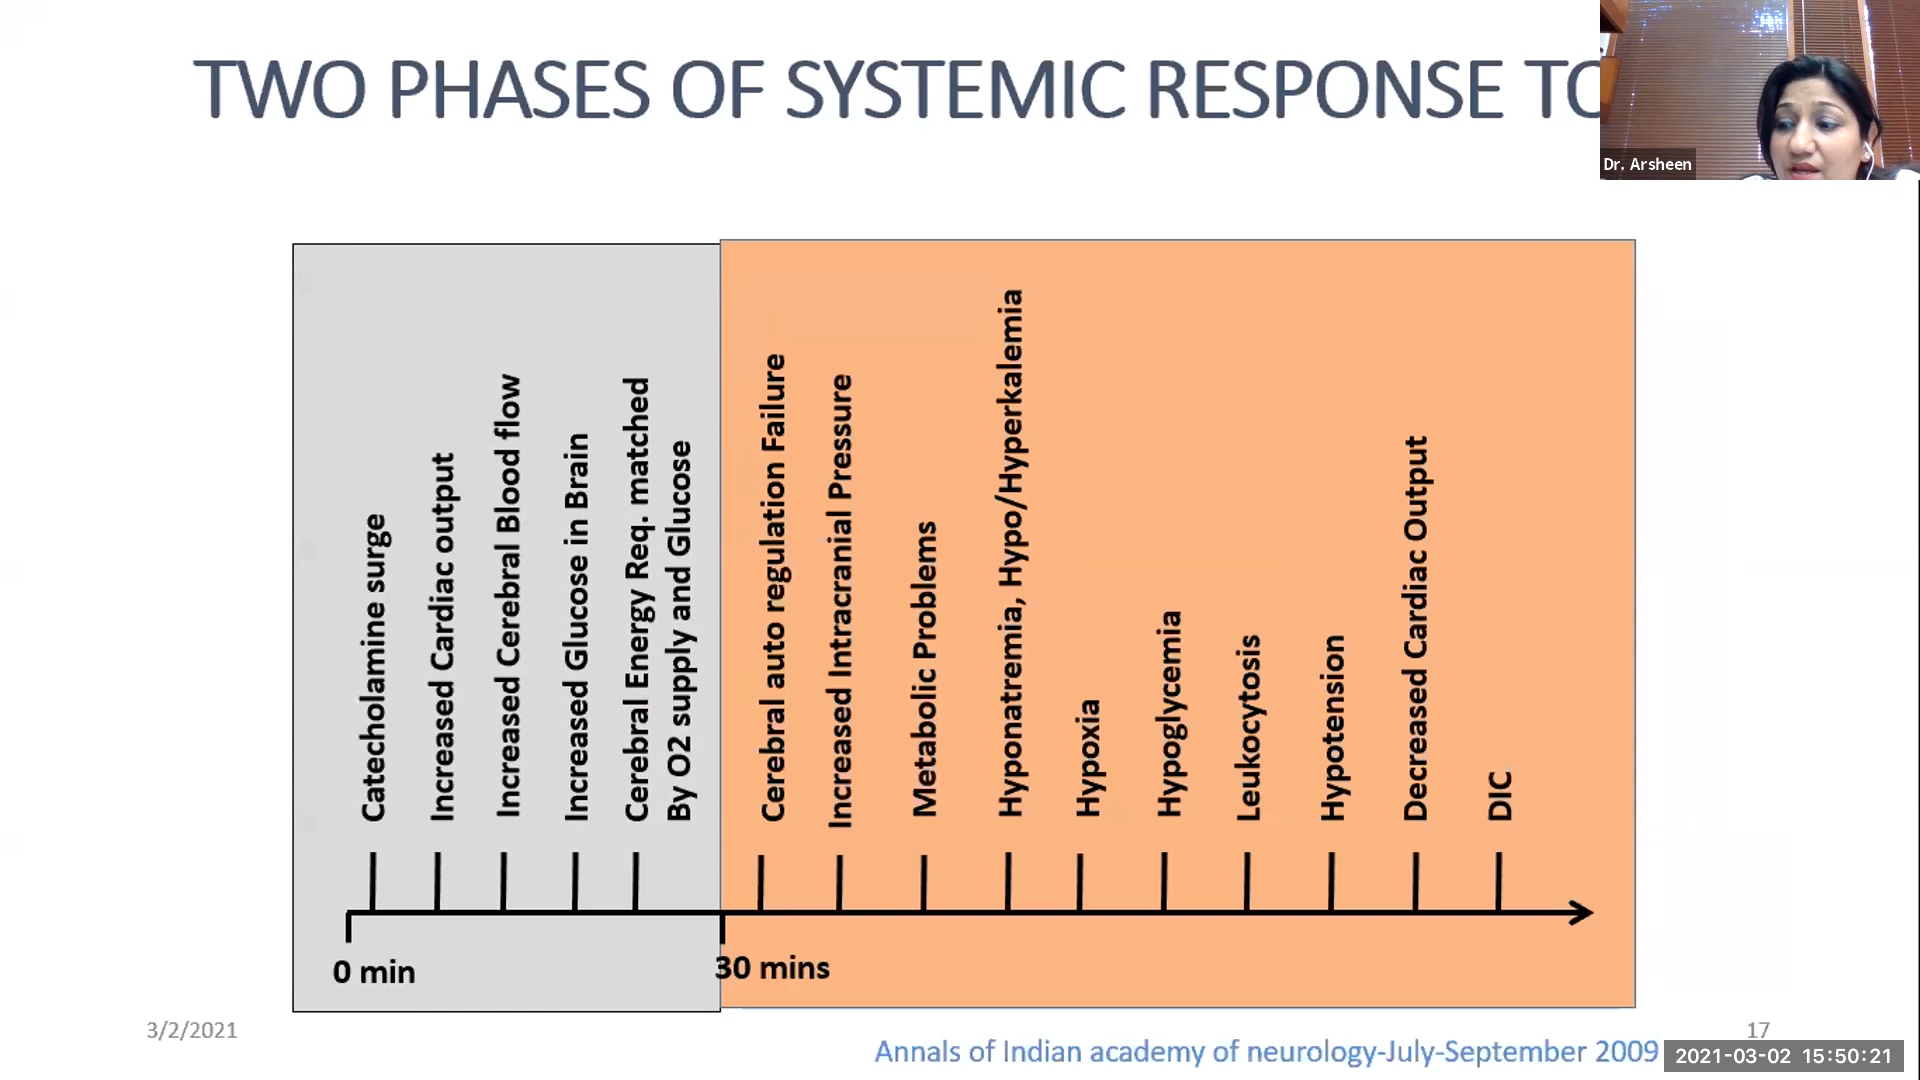 TWO PHASES OF SYSTEMIC RESPONSE TO
Dr. Arsheen
Catecholamine surge
Increased Cardiac output
Increased Cerebral Blood flow
Increased Glucose in Brain
Cerebral Energy Req. matched
By O2 supply and Glucose
Cerebral auto regulation Failure
Increased Intracranial Pressure
Metabolic Problems
Hyponatremia, Hypo/Hyperkalemia
Hypoxia
Hypoglycemia
Leukocytosis
Hypotension
Decreased Cardiac Output
DIC
0 min
30 mins
3/2/2021
17
Annals of Indian academy of neurology-July-September 2009
2021-03-02 15:50:21